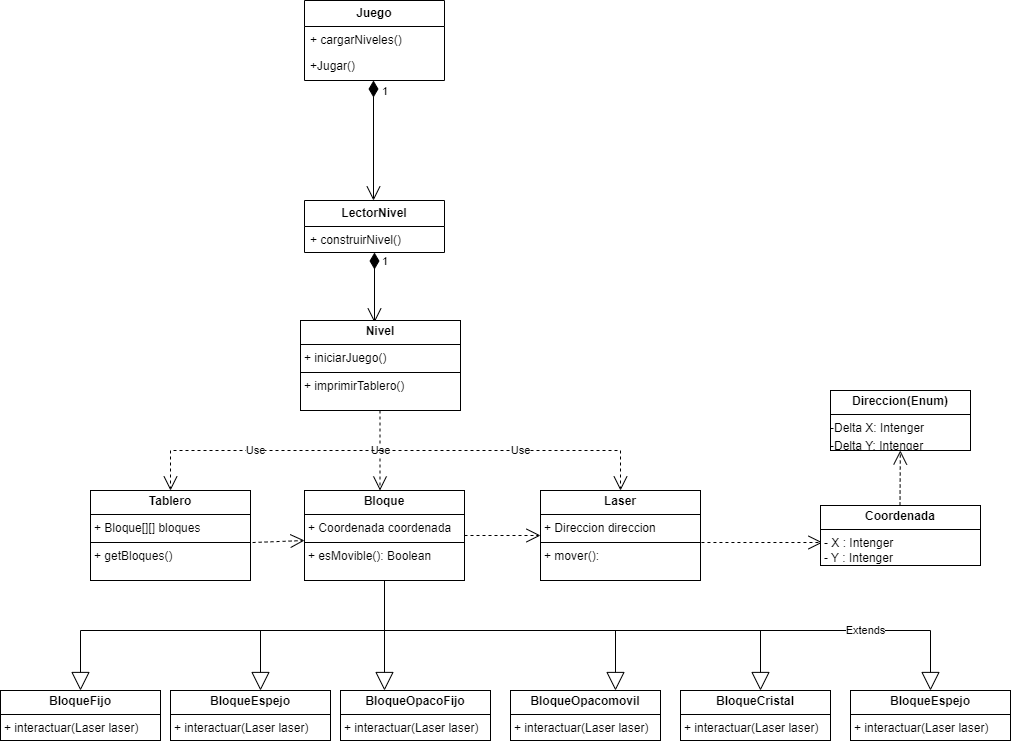 Juego
+ cargarNiveles()
+Jugar()
1
LectorNivel
+ construirNivel()
1
Nivel
+ iniciarJuego()
+ imprimirTablero()
Use
Use
Use
Direccion(Enum)
-Delta X: Intenger
-Delta Y: Intenger
Tablero
+ Bloque[][] bloques
+ getBloques()
Bloque
+ Coordenada coordenada
+ esMovible(): Boolean
Laser
+ Direccion direccion
+ mover():
Coordenada
- X : Intenger
- Y : Intenger
Extends
BloqueFijo
+ interactuar(Laser laser)
BloqueEspejo
+ interactuar(Laser laser)
BloqueOpacoFijo
+ interactuar(Laser laser)
BloqueOpacomovil
+ interactuar(Laser laser)
BloqueCristal
+ interactuar(Laser laser)
BloqueEspejo
+ interactuar(Laser laser)